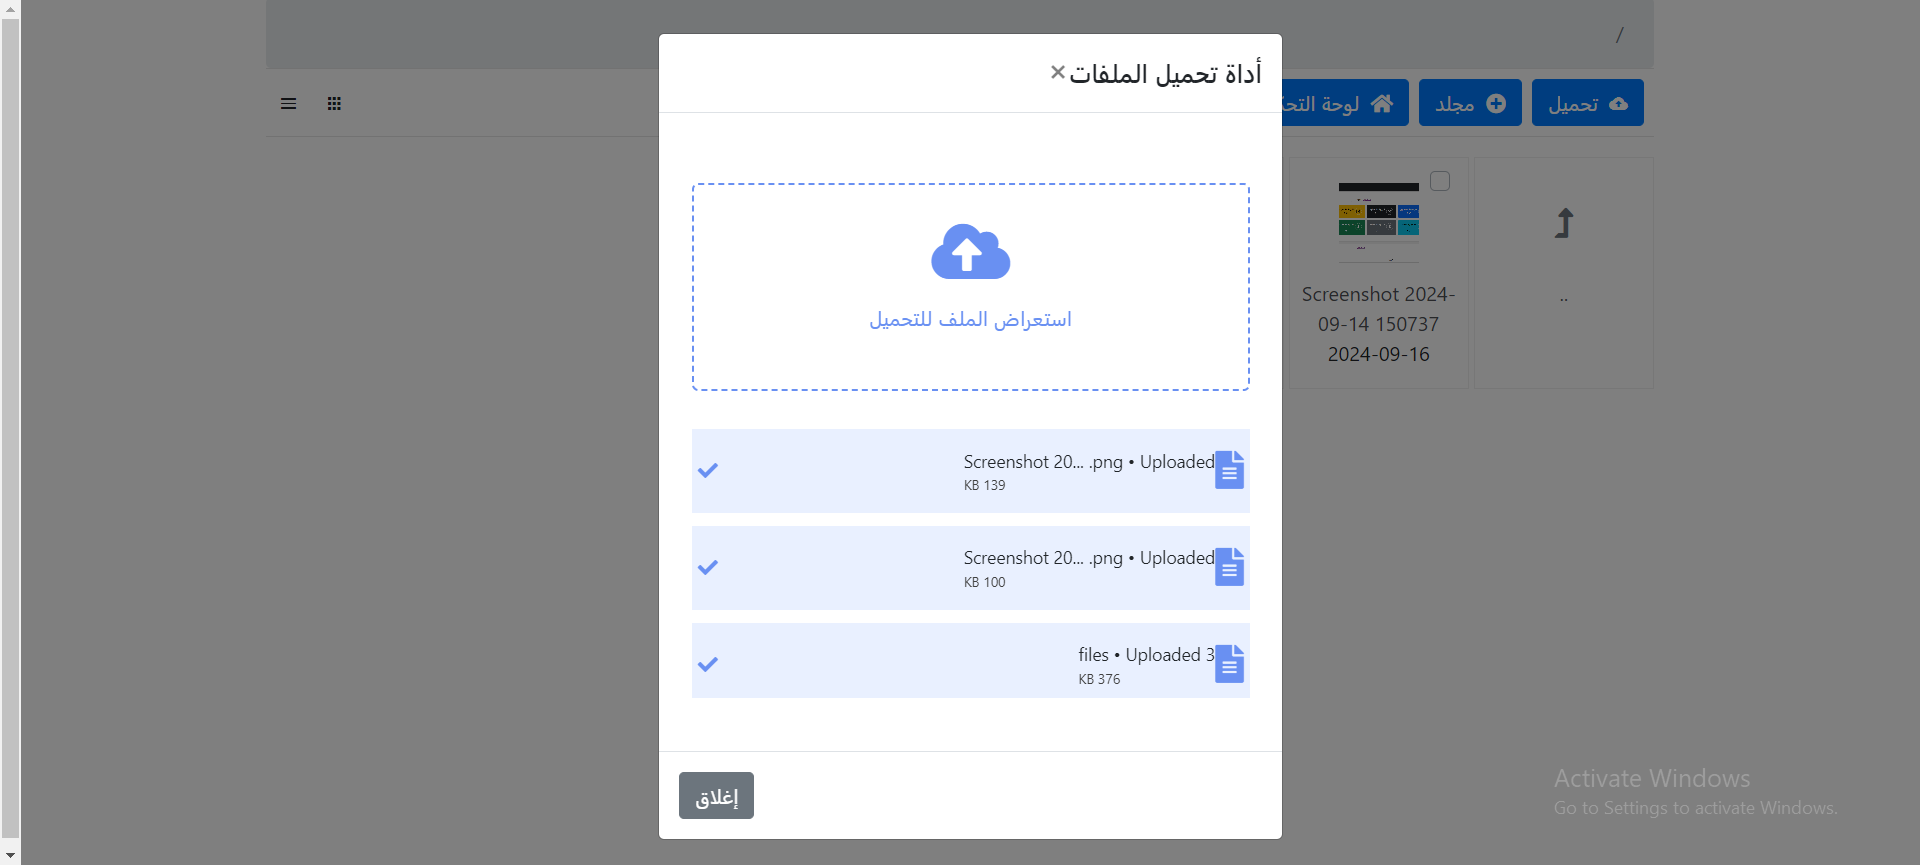 /
تحميل
مجلد
لوحة التحك
أداة تحميل الملفات ×
استعراض الملف للتحميل
Screenshot 20... .png • Uploaded
KB 139
Screenshot 20... .png • Uploaded
KB 100
files • Uploaded 3
KB 376
إغلاق
..
Screenshot 2024-
09-14 150737
2024-09-16
Activate Windows
Go to Settings to activate Windows.